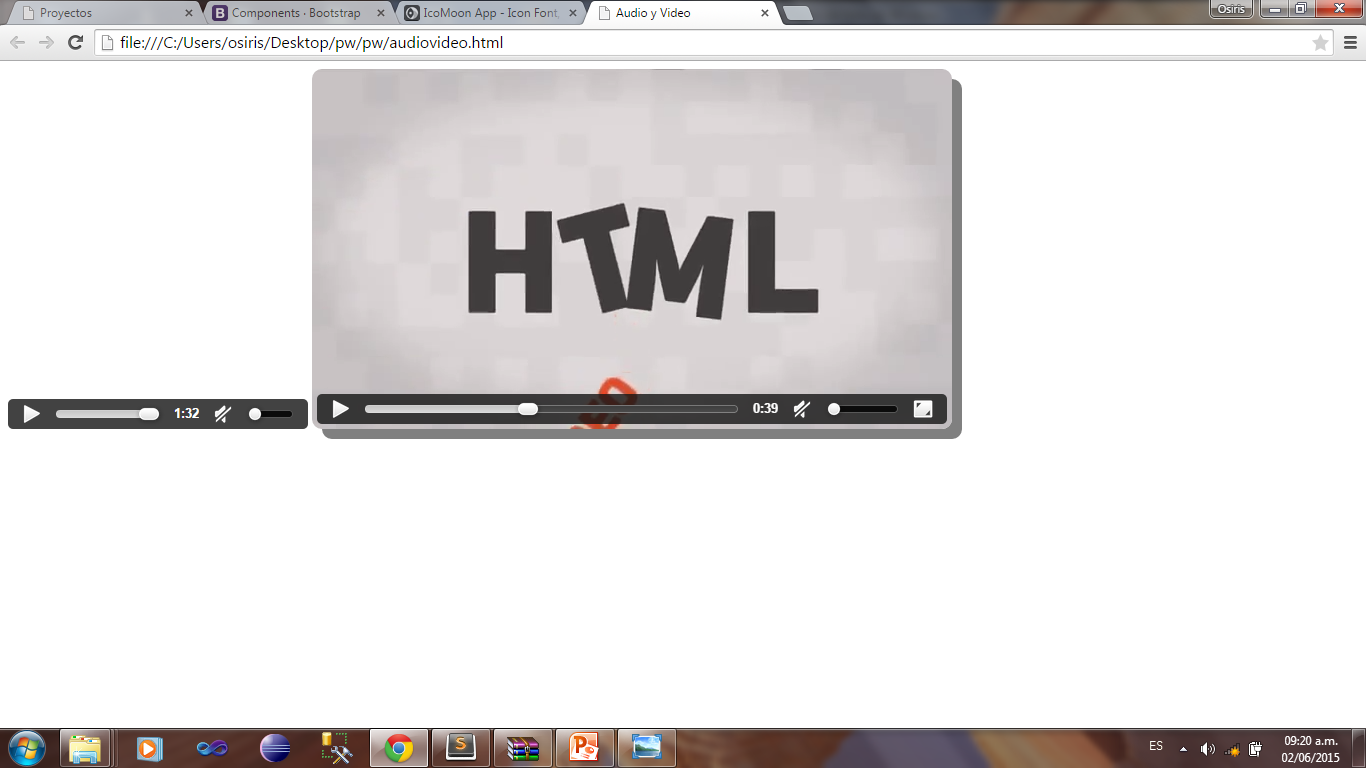 Proyectos
Components · Bootstrap
IcoMoon App - Icon Font,
Audio y Video
Osiris
file:///C:/Users/osiris/Desktop/pw/pw/audiovideo.html
HTML
1:32
0:39
ES
09:20 a.m.
02/06/2015